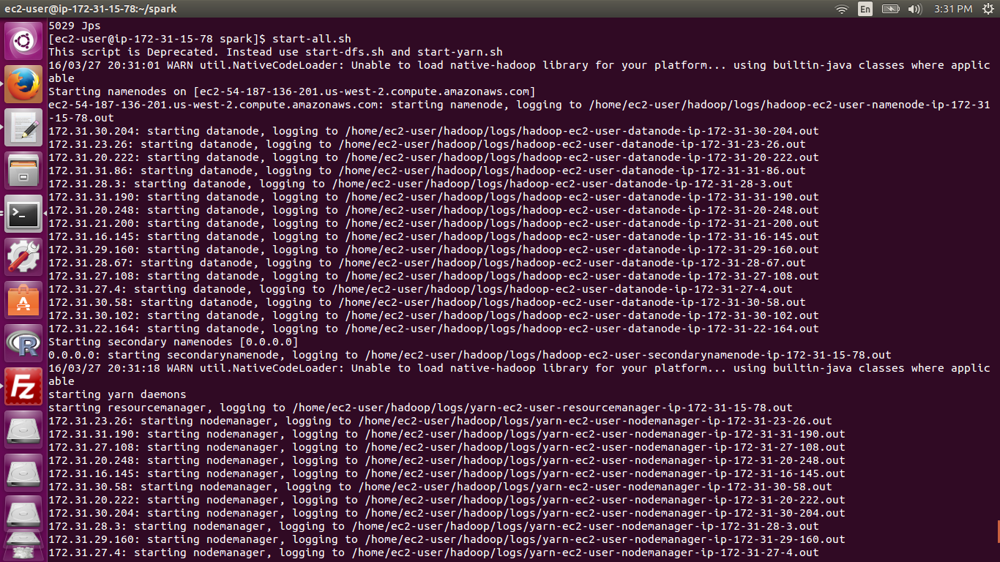 ec2-user@ip-172-31-15-78:~/spark En 3:31 PM
5029 Jps
[ec2-user@ip-172-31-15-78 spark]$ start-all.sh
This script is Deprecated. Instead use start-dfs.sh and start-yarn.sh
16/03/27 20:31:01 WARN util.NativeCodeLoader: Unable to load native-hadoop library for your platform... using builtin-java classes where applic
able
Starting namenodes on [ec2-54-187-136-201.us-west-2.compute.amazonaws.com]
ec2-54-187-136-201.us-west-2.compute.amazonaws.com: starting namenode, logging to /home/ec2-user/hadoop/logs/hadoop-ec2-user-namenode-ip-172-31
-15-78.out
172.31.30.204: starting datanode, logging to /home/ec2-user/hadoop/logs/hadoop-ec2-user-datanode-ip-172-31-30-204.out
172.31.23.26: starting datanode, logging to /home/ec2-user/hadoop/logs/hadoop-ec2-user-datanode-ip-172-31-23-26.out
172.31.20.222: starting datanode, logging to /home/ec2-user/hadoop/logs/hadoop-ec2-user-datanode-ip-172-31-20-222.out
172.31.31.86: starting datanode, logging to /home/ec2-user/hadoop/logs/hadoop-ec2-user-datanode-ip-172-31-31-86.out
172.31.28.3: starting datanode, logging to /home/ec2-user/hadoop/logs/hadoop-ec2-user-datanode-ip-172-31-28-3.out
172.31.31.190: starting datanode, logging to /home/ec2-user/hadoop/logs/hadoop-ec2-user-datanode-ip-172-31-31-190.out
172.31.20.248: starting datanode, logging to /home/ec2-user/hadoop/logs/hadoop-ec2-user-datanode-ip-172-31-20-248.out
172.31.21.200: starting datanode, logging to /home/ec2-user/hadoop/logs/hadoop-ec2-user-datanode-ip-172-31-21-200.out
172.31.16.145: starting datanode, logging to /home/ec2-user/hadoop/logs/hadoop-ec2-user-datanode-ip-172-31-16-145.out
172.31.29.160: starting datanode, logging to /home/ec2-user/hadoop/logs/hadoop-ec2-user-datanode-ip-172-31-29-160.out
172.31.28.67: starting datanode, logging to /home/ec2-user/hadoop/logs/hadoop-ec2-user-datanode-ip-172-31-28-67.out
172.31.27.108: starting datanode, logging to /home/ec2-user/hadoop/logs/hadoop-ec2-user-datanode-ip-172-31-27-108.out
172.31.27.4: starting datanode, logging to /home/ec2-user/hadoop/logs/hadoop-ec2-user-datanode-ip-172-31-27-4.out
172.31.30.58: starting datanode, logging to /home/ec2-user/hadoop/logs/hadoop-ec2-user-datanode-ip-172-31-30-58.out
172.31.30.102: starting datanode, logging to /home/ec2-user/hadoop/logs/hadoop-ec2-user-datanode-ip-172-31-30-102.out
172.31.22.164: starting datanode, logging to /home/ec2-user/hadoop/logs/hadoop-ec2-user-datanode-ip-172-31-22-164.out
Starting secondary namenodes [0.0.0.0]
0.0.0.0: starting secondarynamenode, logging to /home/ec2-user/hadoop/logs/hadoop-ec2-user-secondarynamenode-ip-172-31-15-78.out
16/03/27 20:31:18 WARN util.NativeCodeLoader: Unable to load native-hadoop library for your platform... using builtin-java classes where applic
able
starting yarn daemons
starting resourcemanager, logging to /home/ec2-user/hadoop/logs/yarn-ec2-user-resourcemanager-ip-172-31-15-78.out
172.31.23.26: starting nodemanager, logging to /home/ec2-user/hadoop/logs/yarn-ec2-user-nodemanager-ip-172-31-23-26.out
172.31.31.190: starting nodemanager, logging to /home/ec2-user/hadoop/logs/yarn-ec2-user-nodemanager-ip-172-31-31-190.out
172.31.27.108: starting nodemanager, logging to /home/ec2-user/hadoop/logs/yarn-ec2-user-nodemanager-ip-172-31-27-108.out
172.31.20.248: starting nodemanager, logging to /home/ec2-user/hadoop/logs/yarn-ec2-user-nodemanager-ip-172-31-20-248.out
172.31.16.145: starting nodemanager, logging to /home/ec2-user/hadoop/logs/yarn-ec2-user-nodemanager-ip-172-31-16-145.out
172.31.30.58: starting nodemanager, logging to /home/ec2-user/hadoop/logs/yarn-ec2-user-nodemanager-ip-172-31-30-58.out
172.31.20.222: starting nodemanager, logging to /home/ec2-user/hadoop/logs/yarn-ec2-user-nodemanager-ip-172-31-20-222.out
172.31.30.204: starting nodemanager, logging to /home/ec2-user/hadoop/logs/yarn-ec2-user-nodemanager-ip-172-31-30-204.out
172.31.28.3: starting nodemanager, logging to /home/ec2-user/hadoop/logs/yarn-ec2-user-nodemanager-ip-172-31-28-3.out
172.31.29.160: starting nodemanager, logging to /home/ec2-user/hadoop/logs/yarn-ec2-user-nodemanager-ip-172-31-29-160.out
172.31.27.4: starting nodemanager, logging to /home/ec2-user/hadoop/logs/yarn-ec2-user-nodemanager-ip-172-31-27-4.out